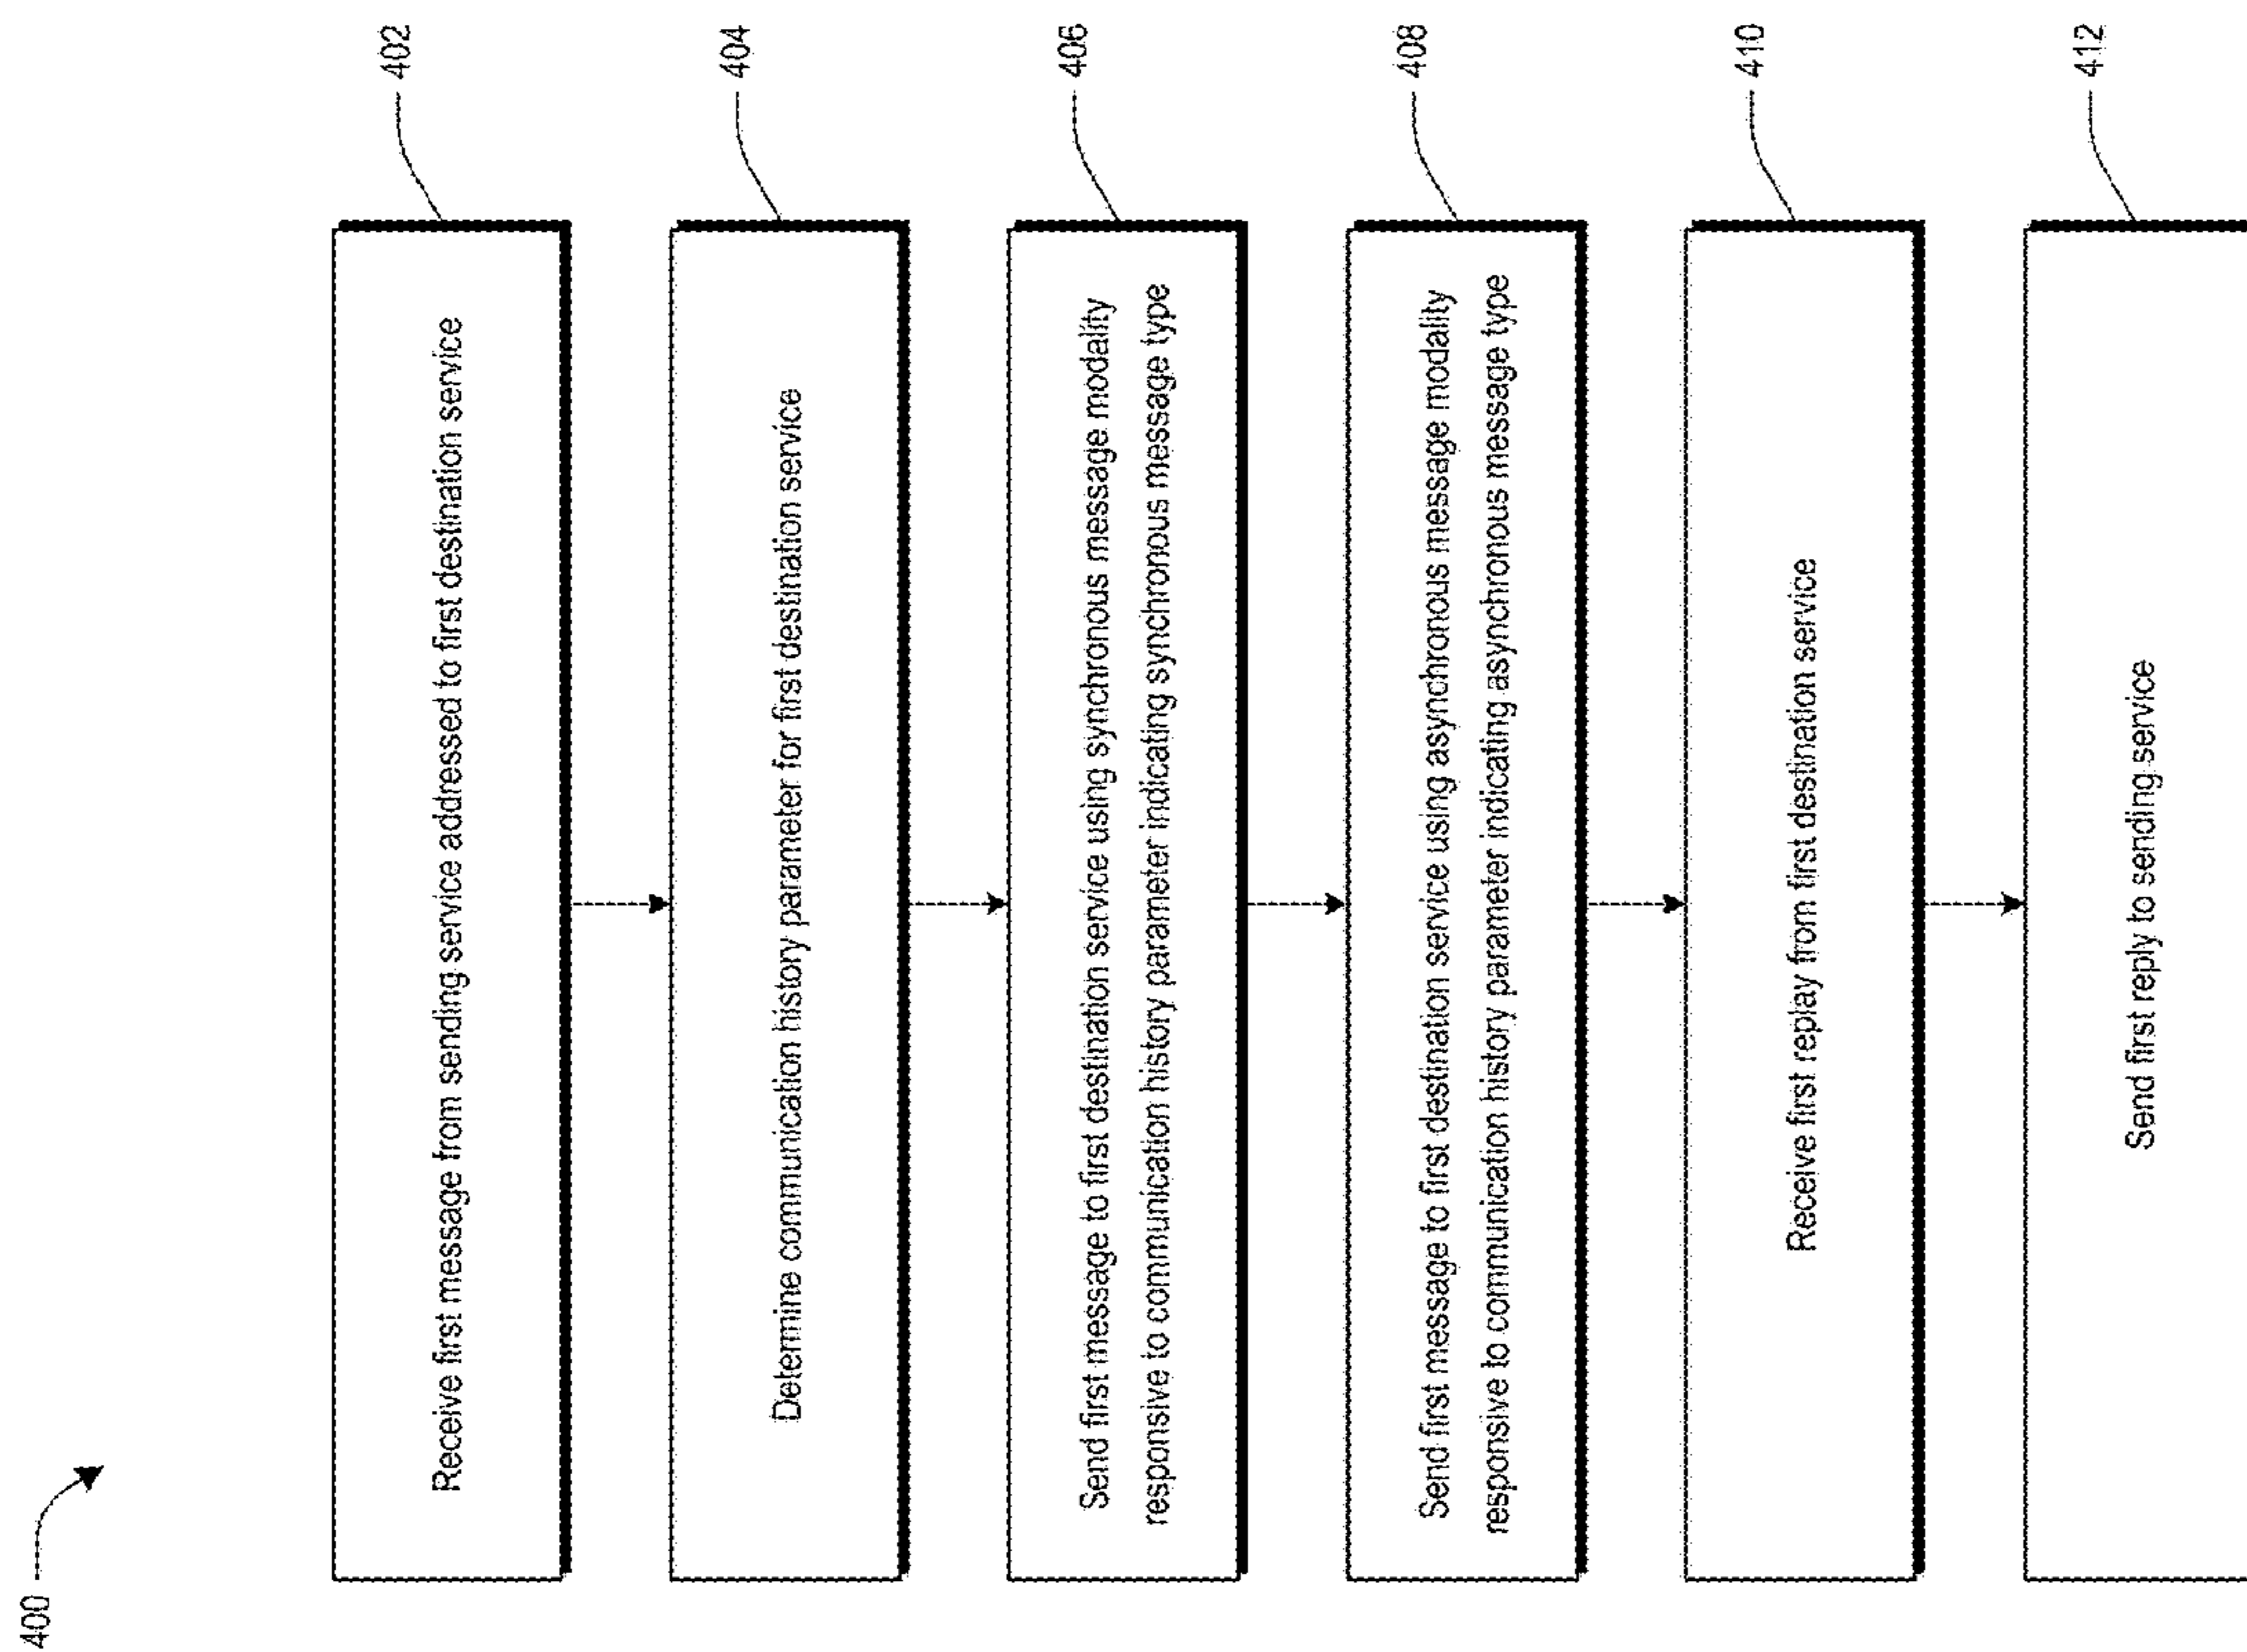 400
Receive first message from sending service addressed to first destination service
402
Determine communication history parameter for first destination service
404
Send first message to first destination service using synchronous message modality
responsive to communication history parameter indicating synchronous message type
406
Send first message to first destination service using asynchronous message modality
responsive to communication history parameter indicating asynchronous message type
408
Receive first replay from first destination service
410
Send first reply to sending service
412